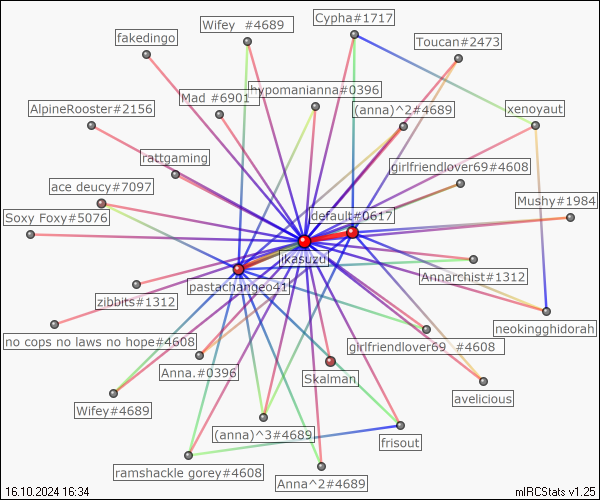 Cypha#1717
Wifey  #4689
fakedingo
Toucan#2473
hypomanianna#0396
Mad #6901
AlpineRooster#2156
(anna)^2#4689
xenoyaut
rattgaming
girlfriendlover69#4608
ace deucy#7097
Mushy#1984
Soxy Foxy#5076
default#0617
ikasuzu
Annarchist#1312
pastachangeo41
zibbits#1312
neokingghidorah
no cops no laws no hope#4608
girlfriendlover69  #4608
Anna.#0396
Skalman
avelicious
Wifey#4689
(anna)^3#4689
frisout
ramshackle gorey#4608
Anna^2#4689
16.10.2024 16:34
mIRCStats v1.25